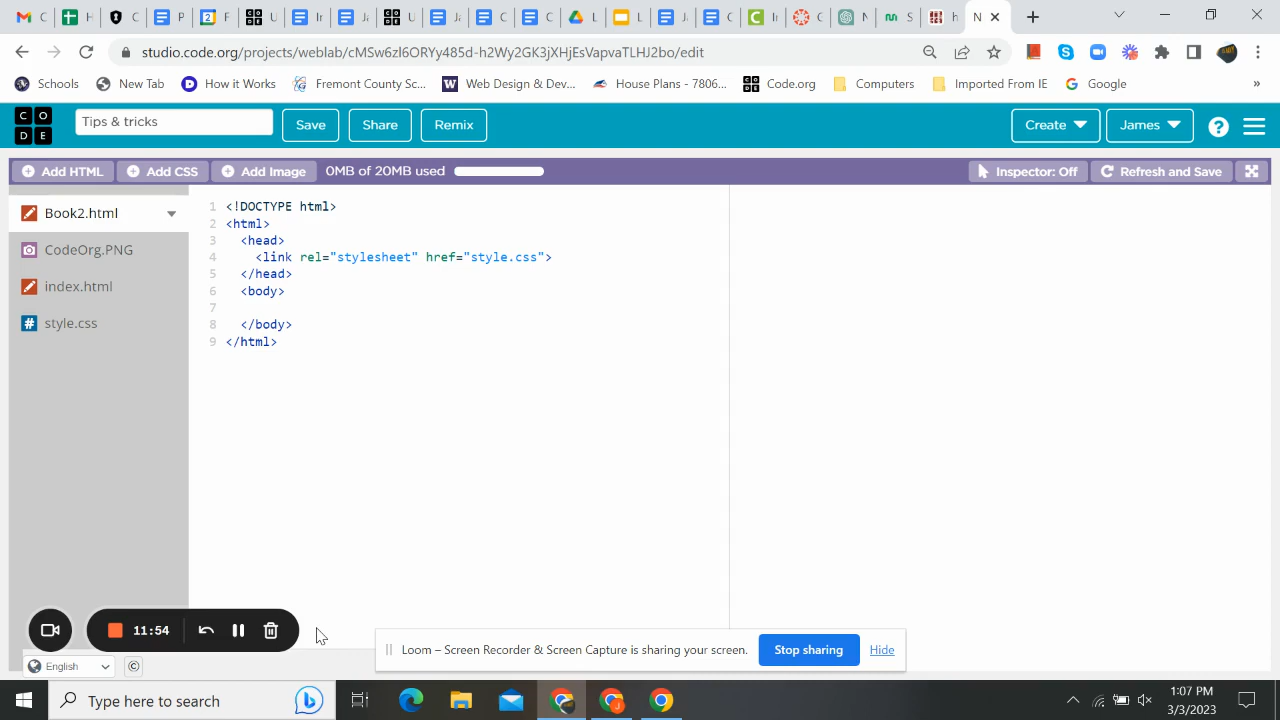 C H C P 2 F U Ir J U J C C L L J C Ir C N S h N
studio.code.org/projects/weblab/cMSw6zl6ORYv485d-h2Wy2GK3jXHjEsVapvaTLHJ2bo/edit
Schools New Tab How it Works Fremont County Sc... Web Design & Dev... House Plans - 7806... Code.org Computers Imported From IE Google »
CODE Tips & tricks Save Share Remix Create James ?
Add HTML Add CSS Add Image 0MB of 20MB used Inspector: Off Refresh and Save
Book2.html
CodeOrg.PNG
index.html
style.css
1 <!DOCTYPE html>
2 <html>
3 <head>
4 <link rel="stylesheet" href="style.css">
5 </head>
6 <body>
7
8 </body>
9 </html>
11:54
Loom – Screen Recorder & Screen Capture is sharing your screen. Stop sharing Hide
English ©
Type here to search
1:07 PM
3/3/2023